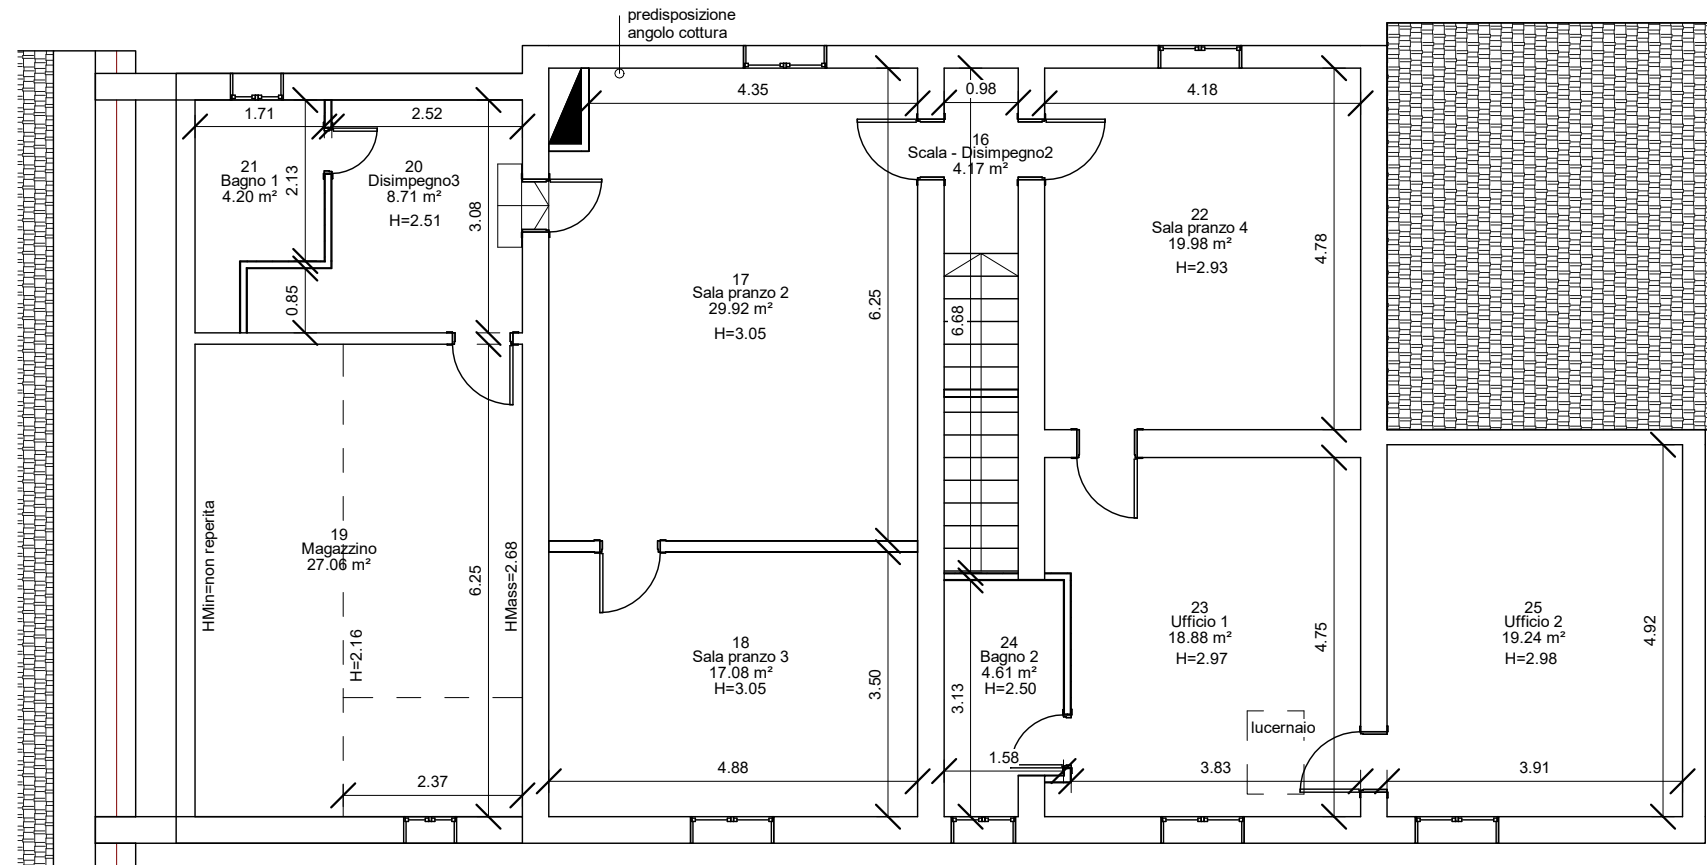 predisposizione
angolo cottura
1.71
2.52
4.35
0.98
4.18
21
Bagno 1
4.20 m²
2.13
20
Disimpegno3
8.71 m²
H=2.51
3.08
0.85
16
Scala - Disimpegno2
4.17 m²
22
Sala pranzo 4
19.98 m²
H=2.93
4.78
17
Sala pranzo 2
29.92 m²
H=3.05
6.25
6.68
HMin=non reperita
19
Magazzino
27.06 m²
H=2.16
6.25
HMass=2.68
2.37
18
Sala pranzo 3
17.08 m²
H=3.05
3.50
4.88
24
Bagno 2
4.61 m²
H=2.50
3.13
1.58
23
Ufficio 1
18.88 m²
H=2.97
4.75
lucernaio
3.83
25
Ufficio 2
19.24 m²
H=2.98
4.92
3.91